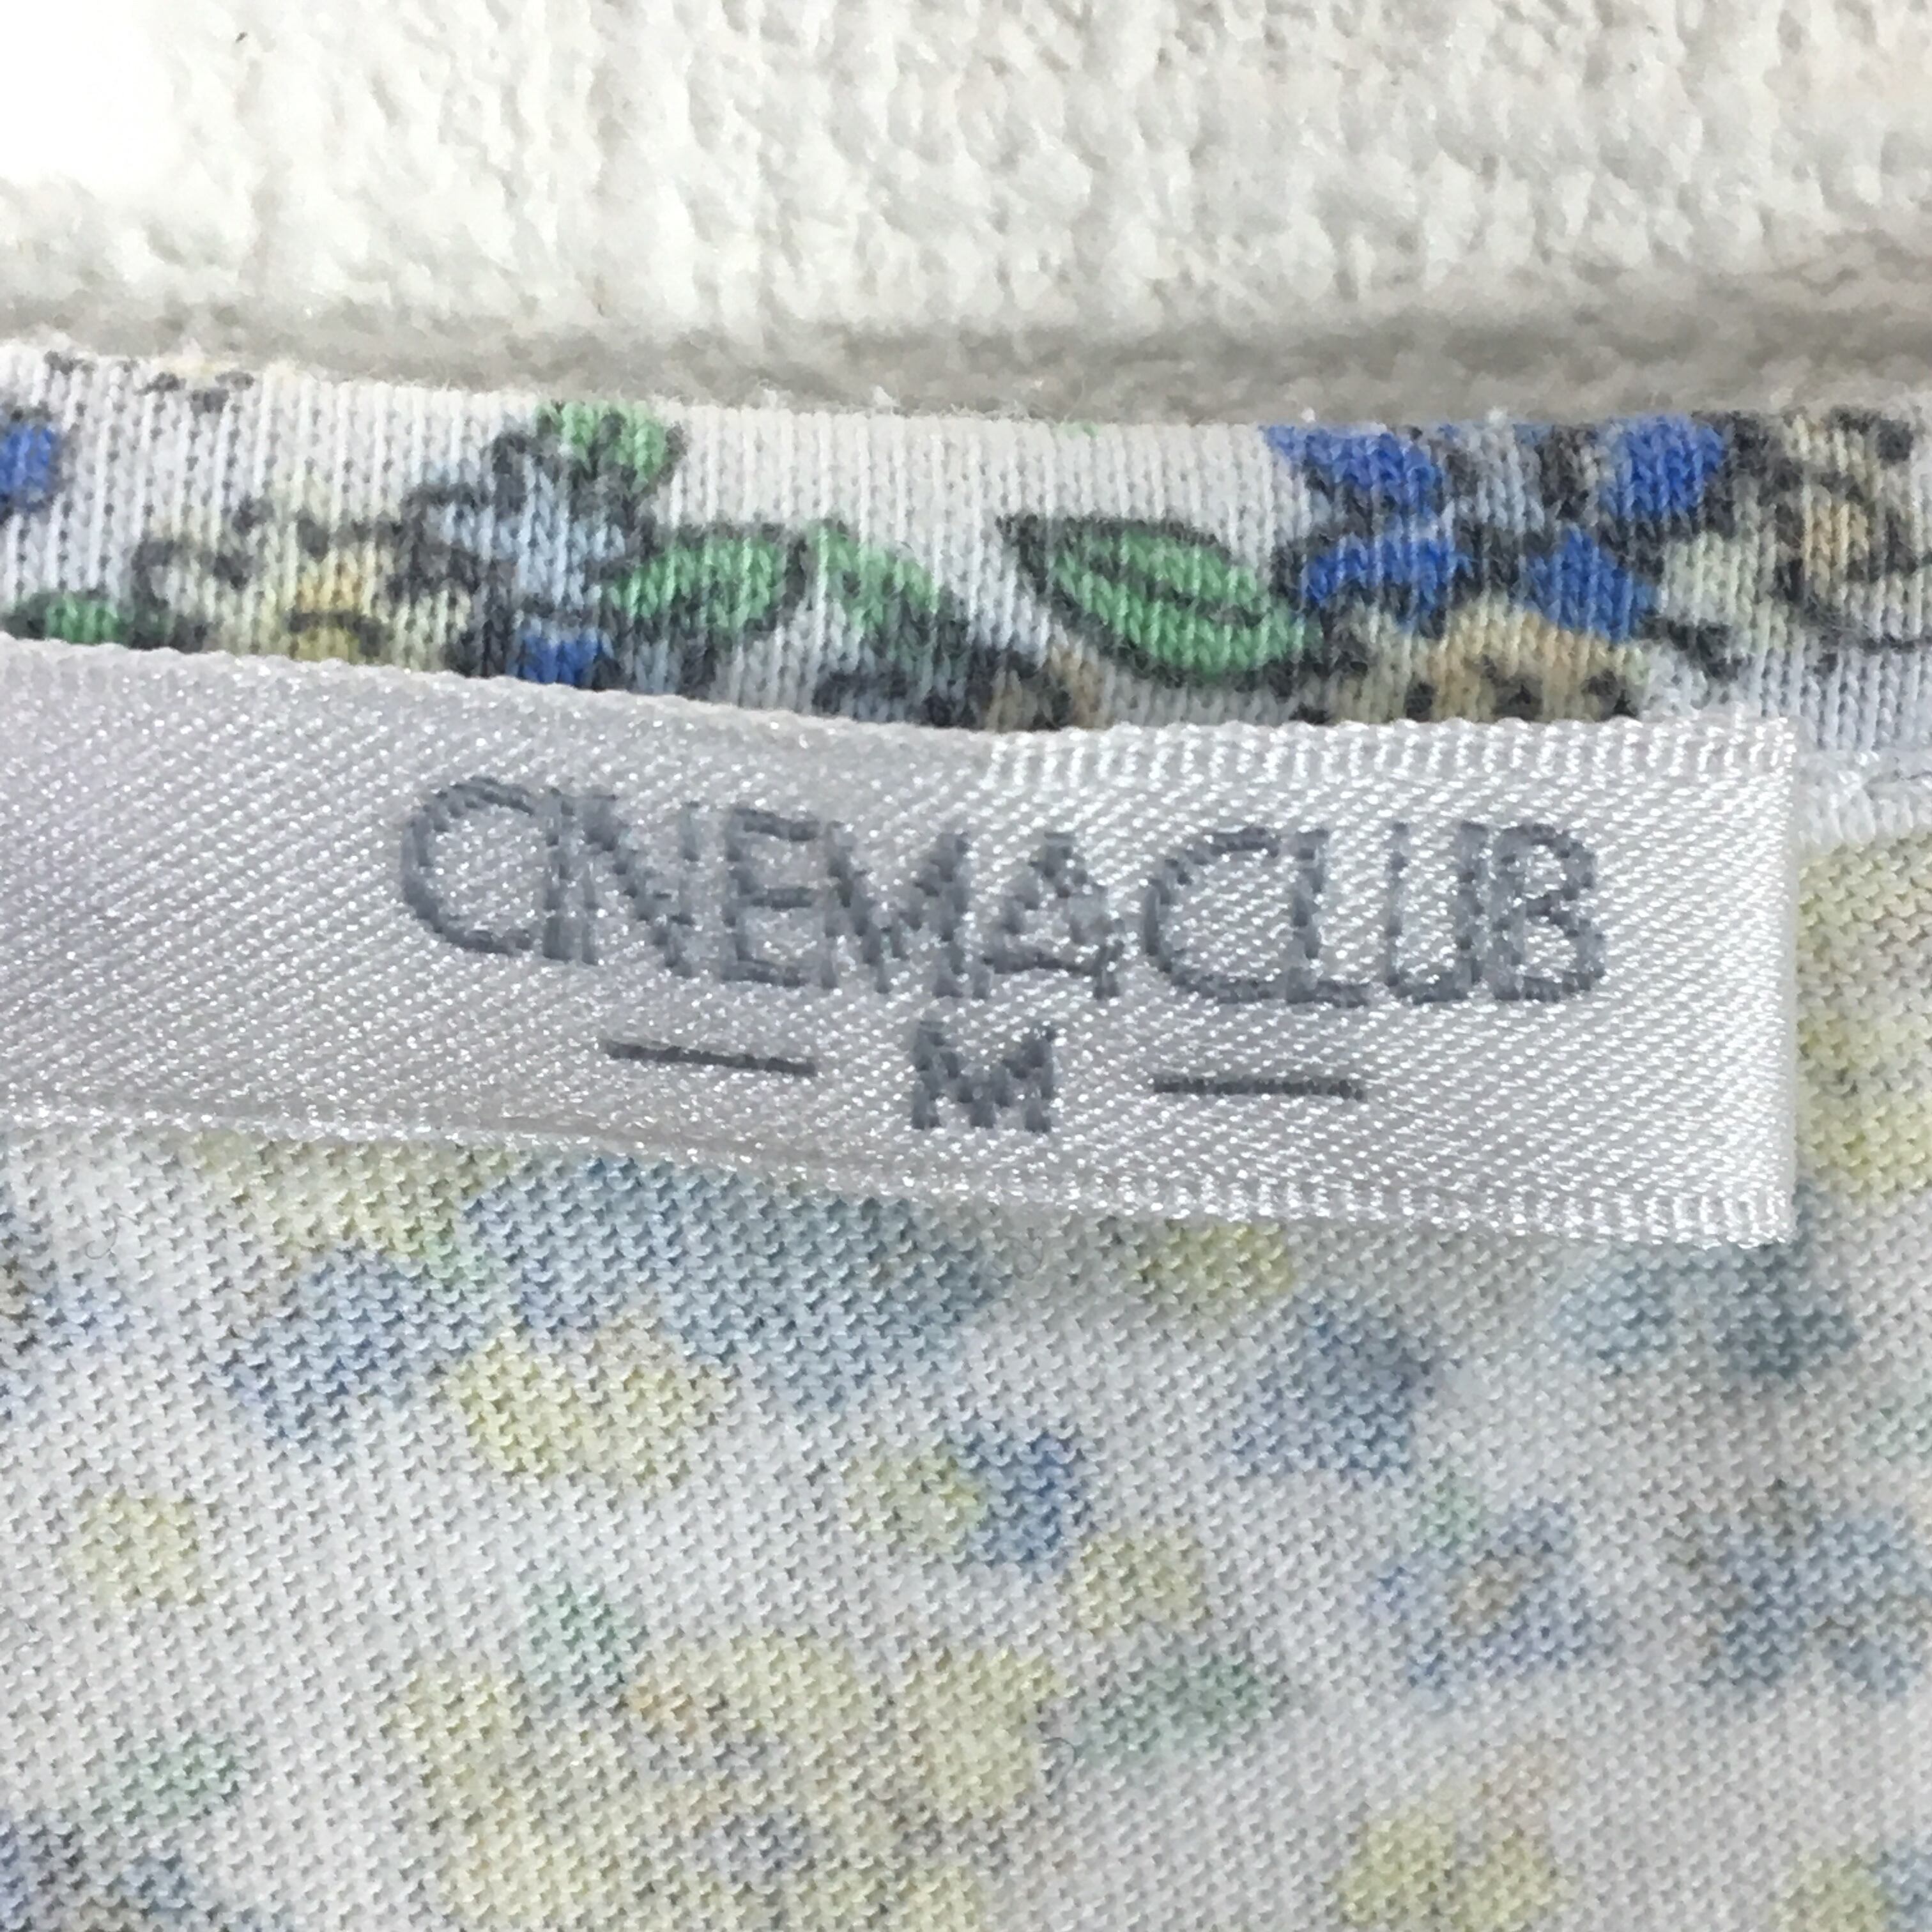 CINEMACLUB
— M —